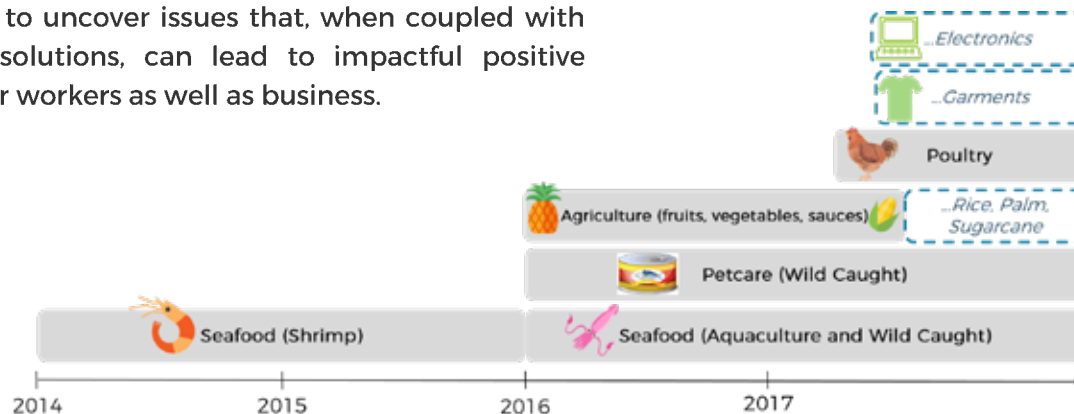 to uncover issues that, when coupled with
solutions, can lead to impactful positive
r workers as well as business.
...Electronics
...Garments
Poultry
Agriculture (fruits, vegetables, sauces)
...Rice, Palm,
Sugarcane
Petcare (Wild Caught)
Seafood (Shrimp)
Seafood (Aquaculture and Wild Caught)
2014
2015
2016
2017